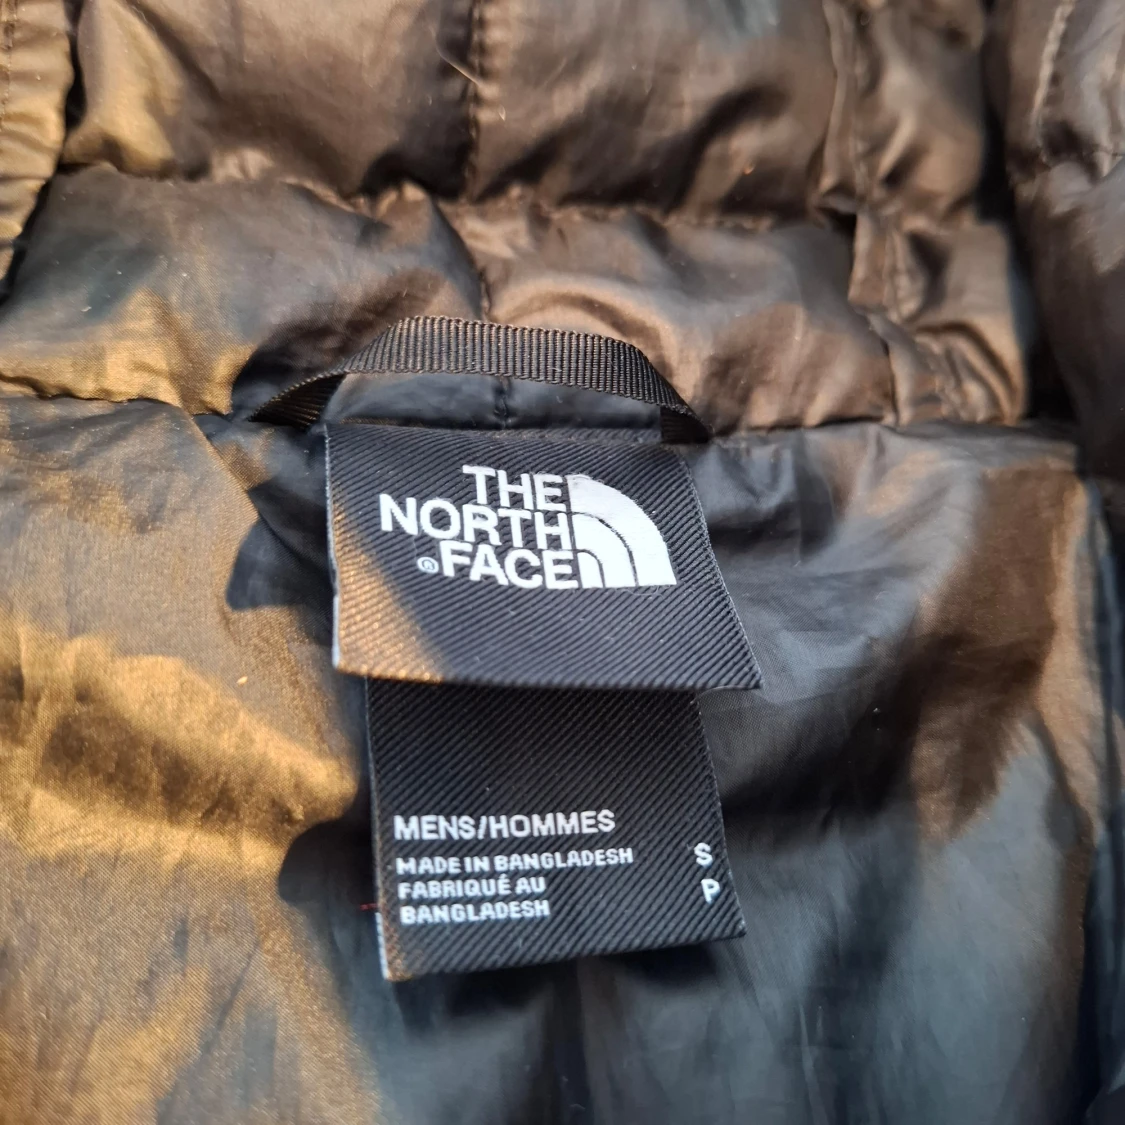 THE
NORTH
®FACE
MENS/HOMMES
MADE IN BANGLADESH S
FABRIQUÉ AU P
BANGLADESH